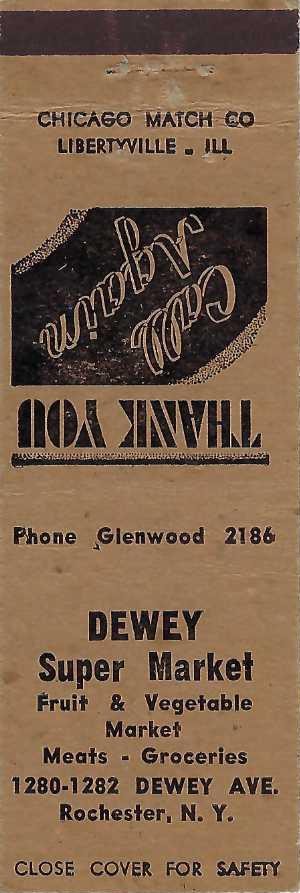 CHICAGO MATCH CO
LIBERTYVILLE . ILL
THANK YOU
Call
Again
Phone Glenwood 2186
DEWEY
Super Market
Fruit & Vegetable
Market
Meats - Groceries
1280-1282 DEWEY AVE.
Rochester, N. Y.
CLOSE COVER FOR SAFETY